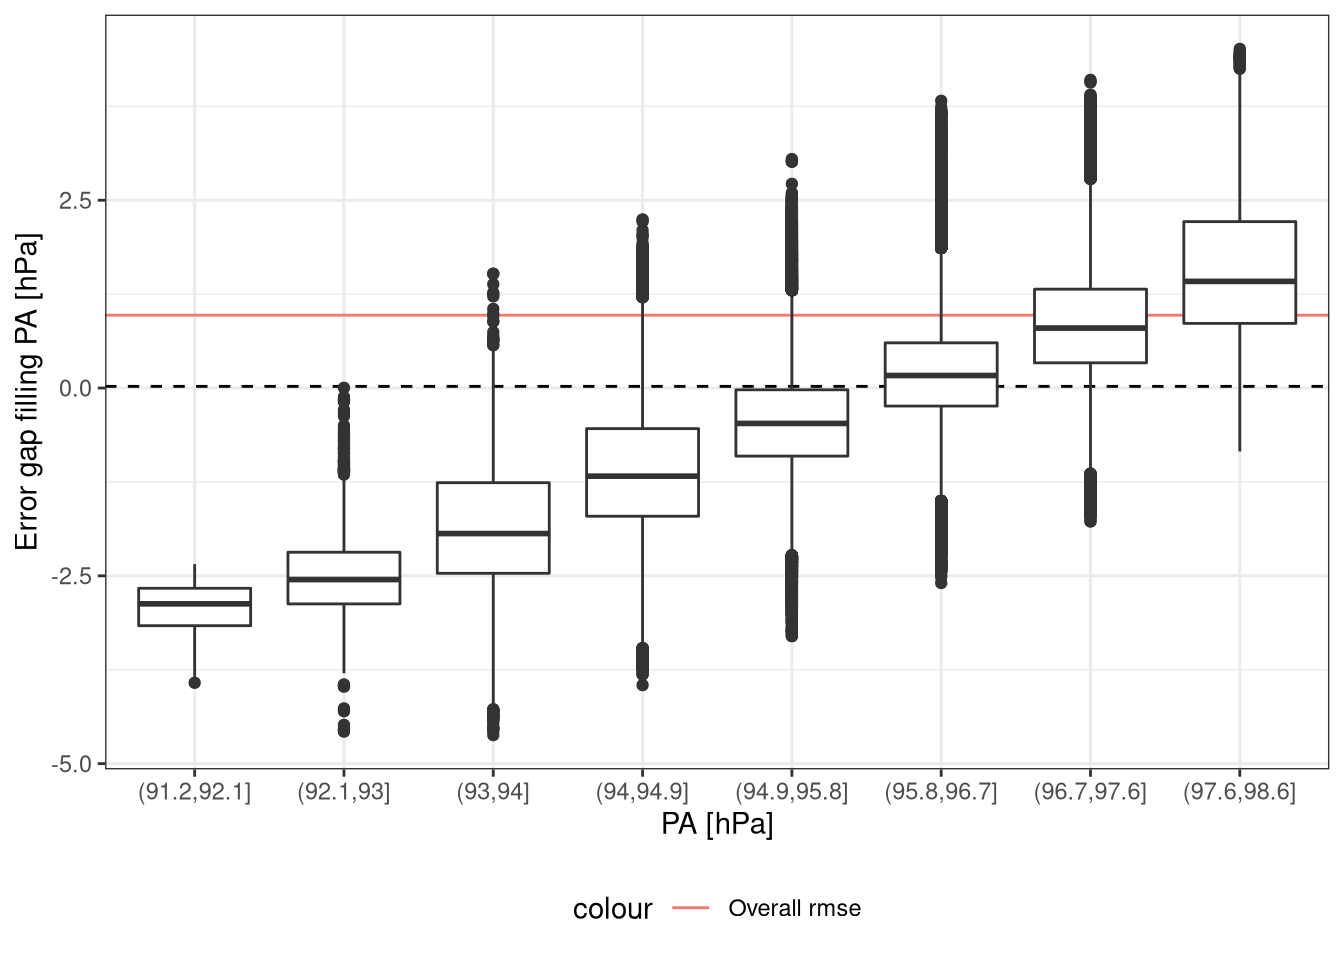 Error gap filling PA [hPa]
2.5
0.0
-2.5
-5.0
(91.2,92.1] (92.1,93] (93,94] (94,94.9] (94.9,95.8] (95.8,96.7] (96.7,97.6] (97.6,98.6]
PA [hPa]
colour Overall rmse